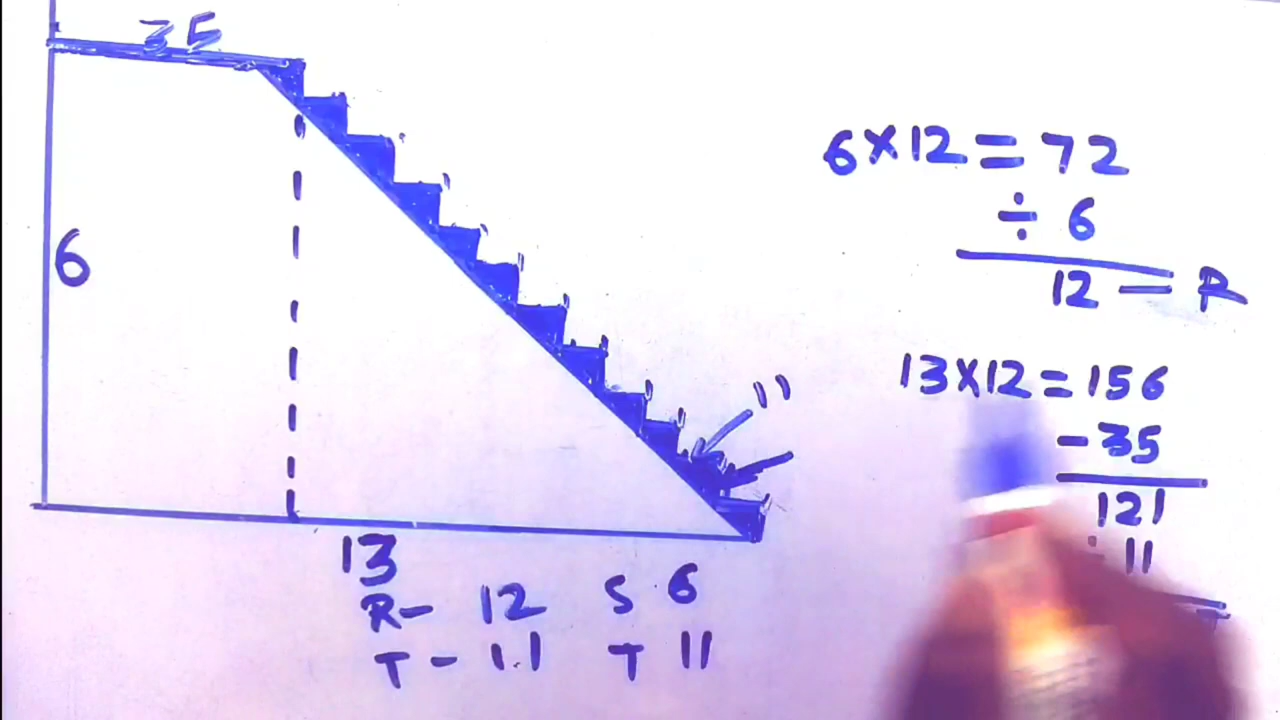 35
6
6×12=72
÷ 6
12 — R
13×12=156
-35
121
÷ 11
T
11
13
R- 12 S 6
T - 11 T 11